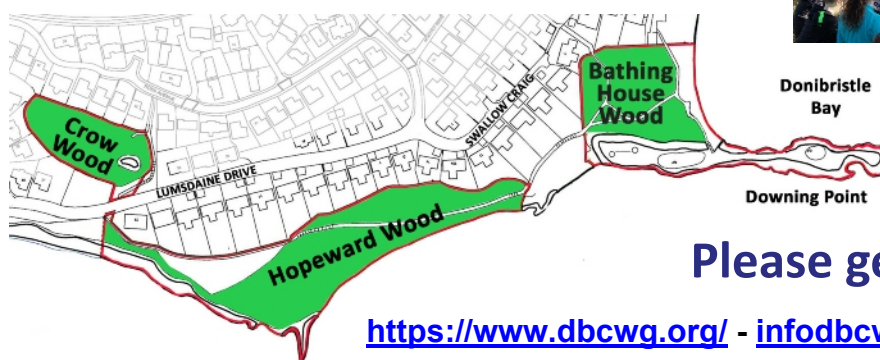 Crow
Wood
LUMSDAINE DRIVE
SWALLOW CRAIG
Hopeward Wood
Bathing
House
Wood
Donibristle
Bay
Downing Point
Please ge
https://www.dbcwg.org/ - infodbcw